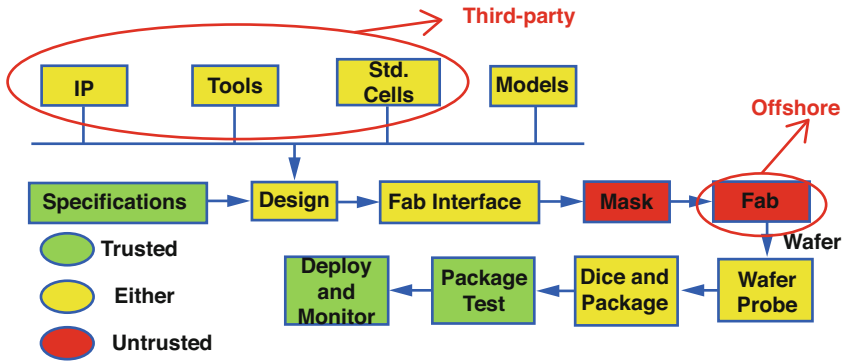 Third-party
IP
Tools
Std.
Cells
Models
Offshore
Specifications
Design
Fab Interface
Mask
Fab
Wafer
Trusted
Either
Untrusted
Deploy
and
Monitor
Package
Test
Dice and
Package
Wafer
Probe